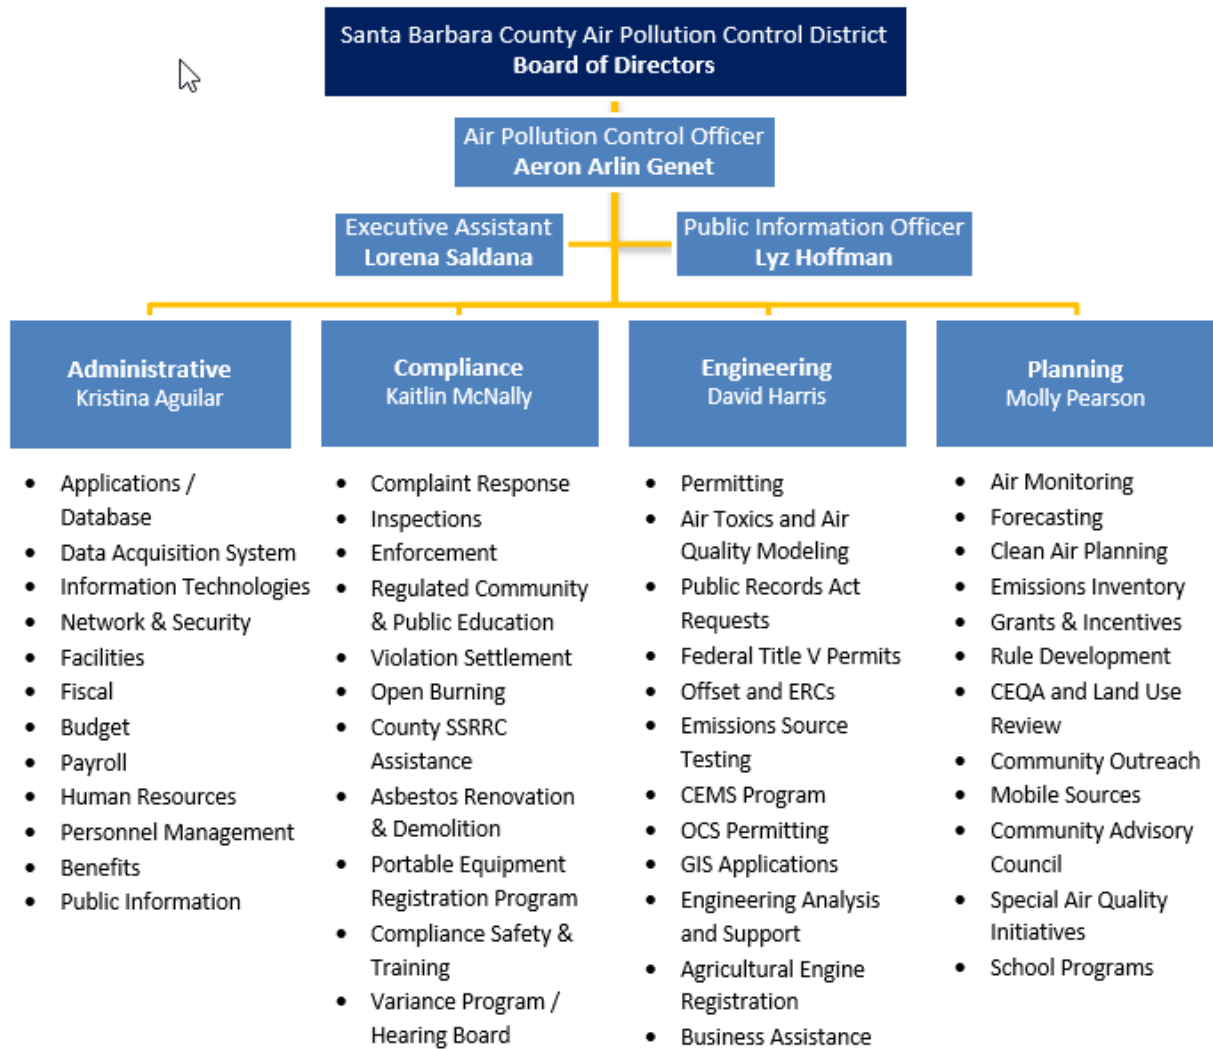 Santa Barbara County Air Pollution Control District
Board of Directors
Air Pollution Control Officer
Aeron Arlin Genet
Executive Assistant
Lorena Saldana
Public Information Officer
Lyz Hoffman
Administrative
Kristina Aguilar
• Applications /
Database
• Data Acquisition System
• Information Technologies
• Network & Security
• Facilities
• Fiscal
• Budget
• Payroll
• Human Resources
• Personnel Management
• Benefits
• Public Information
Compliance
Kaitlin McNally
• Complaint Response
• Inspections
• Enforcement
• Regulated Community
& Public Education
• Violation Settlement
• Open Burning
• County SSRRC
Assistance
• Asbestos Renovation
& Demolition
• Portable Equipment
Registration Program
• Compliance Safety &
Training
• Variance Program /
Hearing Board
Engineering
David Harris
• Permitting
• Air Toxics and Air
Quality Modeling
• Public Records Act
Requests
• Federal Title V Permits
• Offset and ERCs
• Emissions Source
Testing
• CEMS Program
• OCS Permitting
• GIS Applications
• Engineering Analysis
and Support
• Agricultural Engine
Registration
• Business Assistance
Planning
Molly Pearson
• Air Monitoring
• Forecasting
• Clean Air Planning
• Emissions Inventory
• Grants & Incentives
• Rule Development
• CEQA and Land Use
Review
• Community Outreach
• Mobile Sources
• Community Advisory
Council
• Special Air Quality
Initiatives
• School Programs